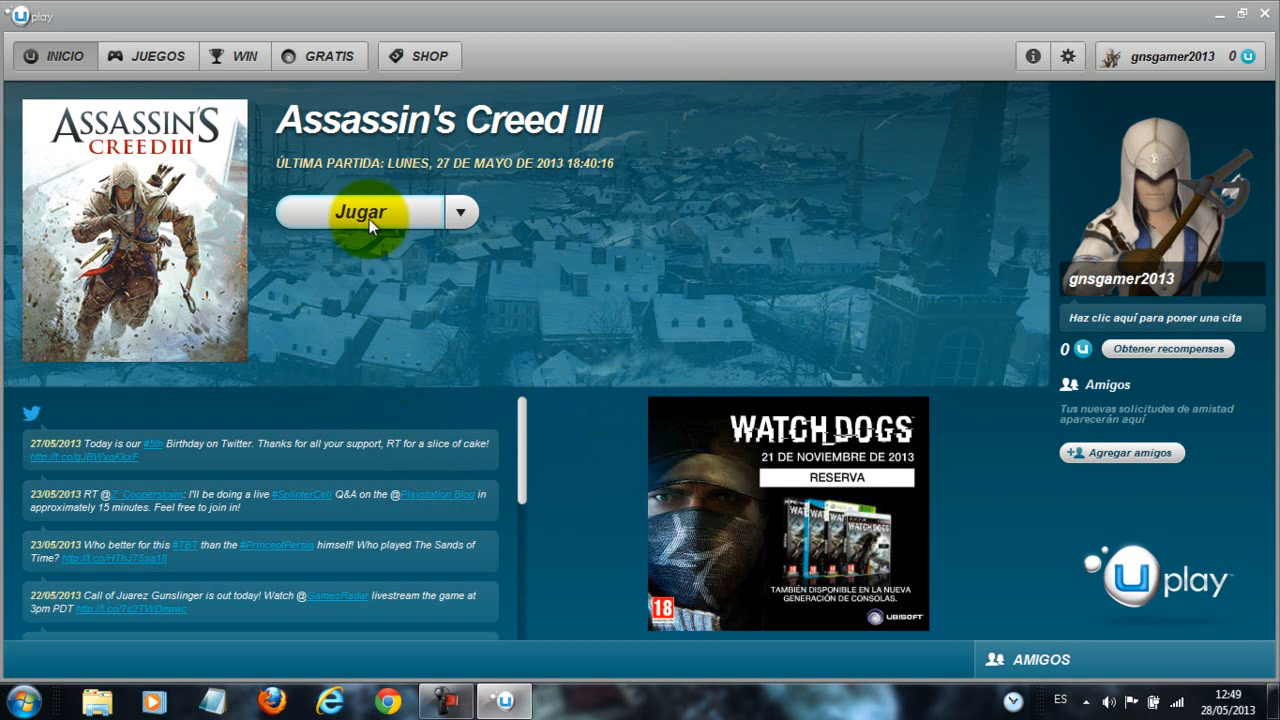 uplay
INICIO
JUEGOS
WIN
GRATIS
SHOP
gnsgamer2013 0
ASSASSIN'S
CREED III
Assassin's Creed III
ÚLTIMA PARTIDA: LUNES, 27 DE MAYO DE 2013 18:40:16
Jugar
gnsgamer2013
Haz clic aquí para poner una cita
0
Obtener recompensas
Amigos
Tus nuevas solicitudes de amistad
aparecerán aquí
Agregar amigos
27/05/2013 Today is our #5th Birthday on Twitter. Thanks for all your support, RT for a slice of cake!
23/05/2013 RT @Z_Cooperstown: I'll be doing a live #SplinterCell Q&A on the @Playstation.Blog in
approximately 15 minutes. Feel free to join in!
23/05/2013 Who better for this #TBT than the #PrinceofPersia himself! Who played The Sands of
Time? http://t.co/HThJ7Ssa18
22/05/2013 Call of Juarez Gunslinger is out today! Watch @GamesRadar livestream the game at
3pm PDT http://t.co/7s2TWDnwwc
WATCH_DOGS
21 DE NOVIEMBRE DE 2013
RESERVA
TAMBIÉN DISPONIBLE EN LA NUEVA
GENERACIÓN DE CONSOLAS.
18
UBISOFT
uplay
AMIGOS
ES
12:49
28/05/2013